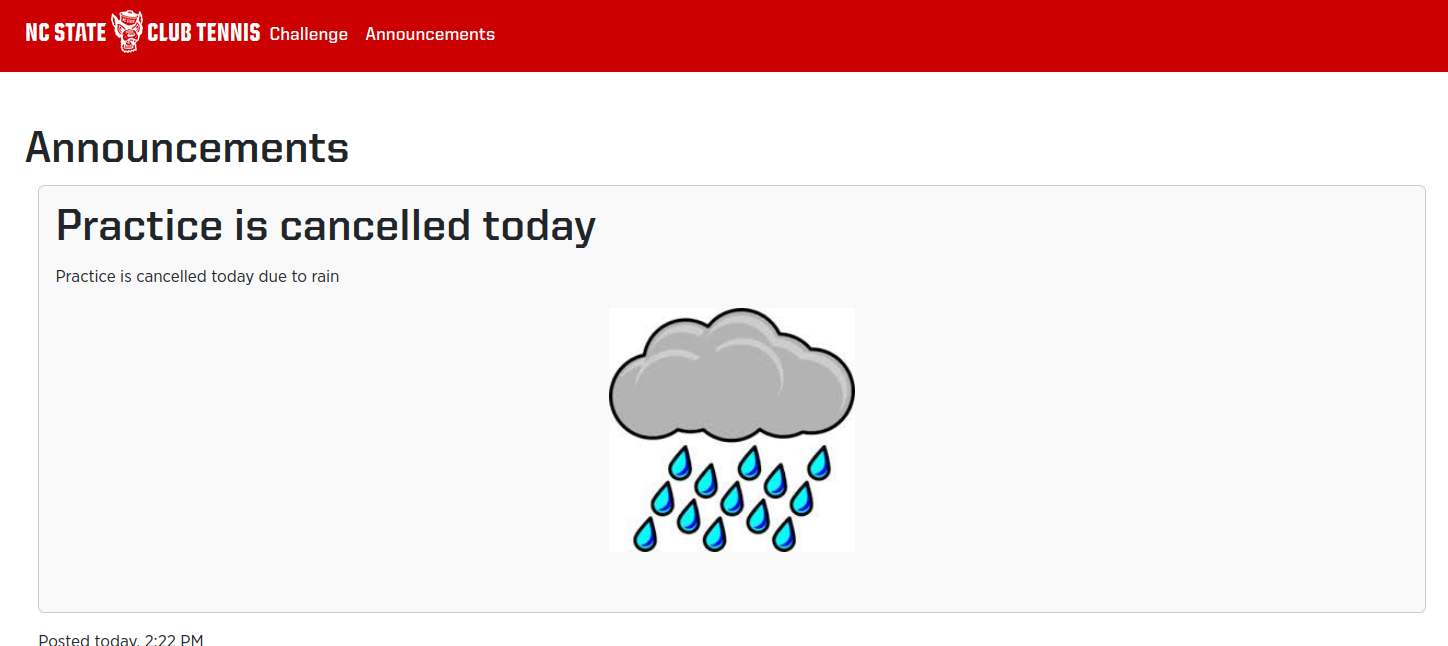 NC STATE CLUB TENNIS Challenge Announcements
Announcements
Practice is cancelled today
Practice is cancelled today due to rain
Posted today, 2:22 PM